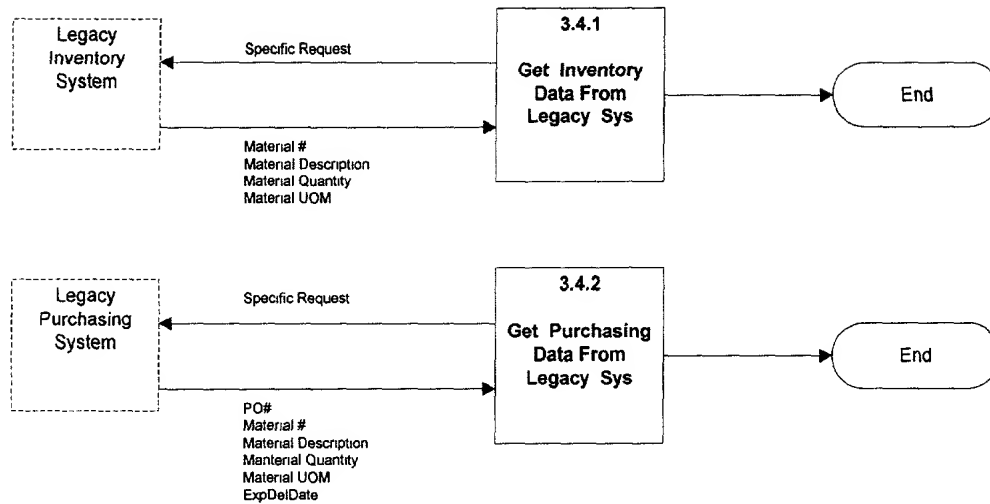 Legacy
Inventory
System
Specific Request
3.4.1
Get Inventory
Data From
Legacy Sys
End
Material #
Material Description
Material Quantity
Material UOM
Legacy
Purchasing
System
Specific Request
3.4.2
Get Purchasing
Data From
Legacy Sys
End
PO#
Material #
Material Description
Manterial Quantity
Material UOM
ExpDelDate